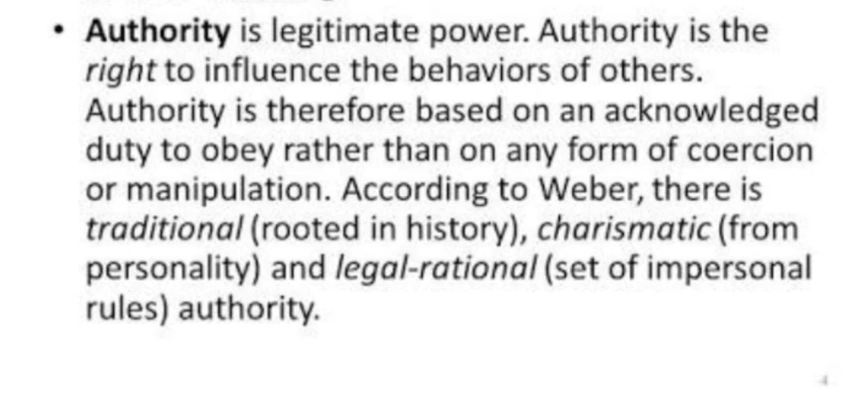 • Authority is legitimate power. Authority is the
right to influence the behaviors of others.
Authority is therefore based on an acknowledged
duty to obey rather than on any form of coercion
or manipulation. According to Weber, there is
traditional (rooted in history), charismatic (from
personality) and legal-rational (set of impersonal
rules) authority.
4